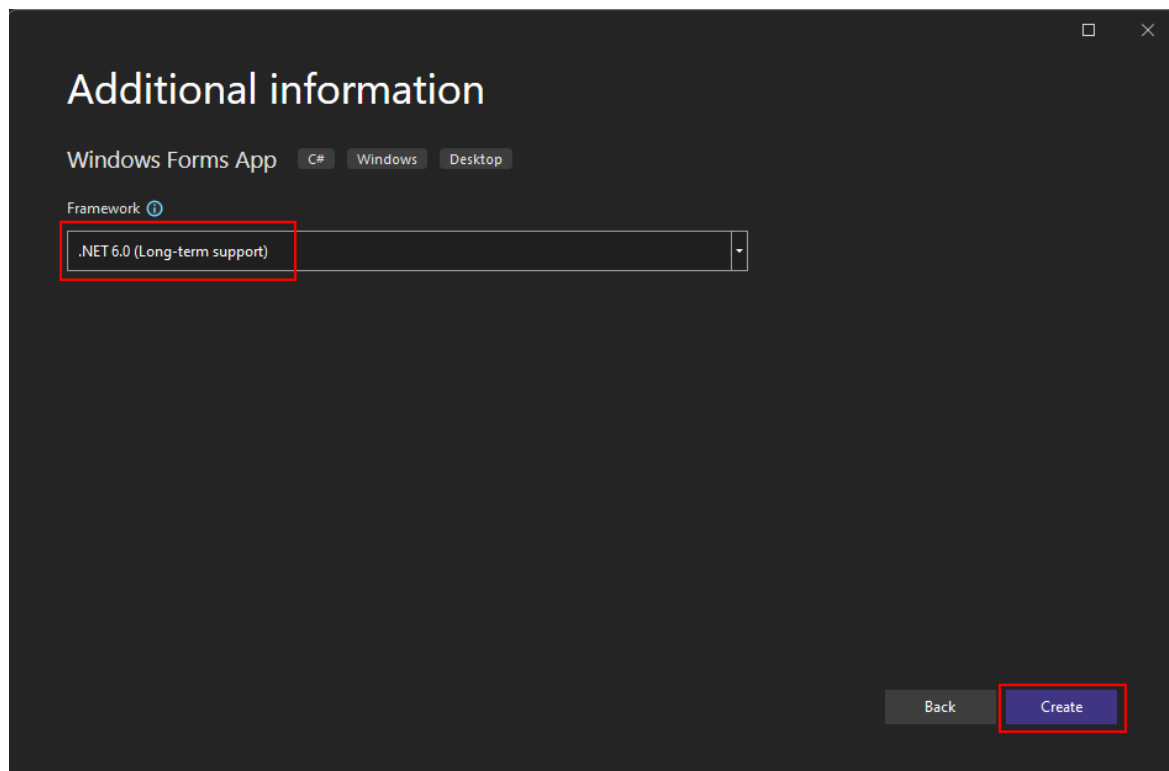 Additional information
Windows Forms App C# Windows Desktop
Framework
.NET 6.0 (Long-term support)
Back Create